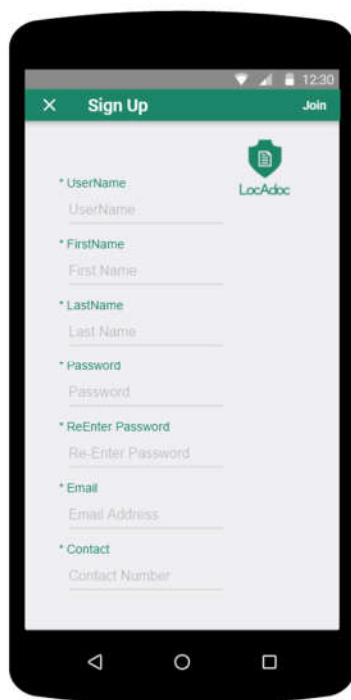 12:30
Sign Up
Join
LocAdoc
* UserName
UserName
* FirstName
First Name
* LastName
Last Name
* Password
Password
* ReEnter Password
Re-Enter Password
* Email
Email Address
* Contact
Contact Number